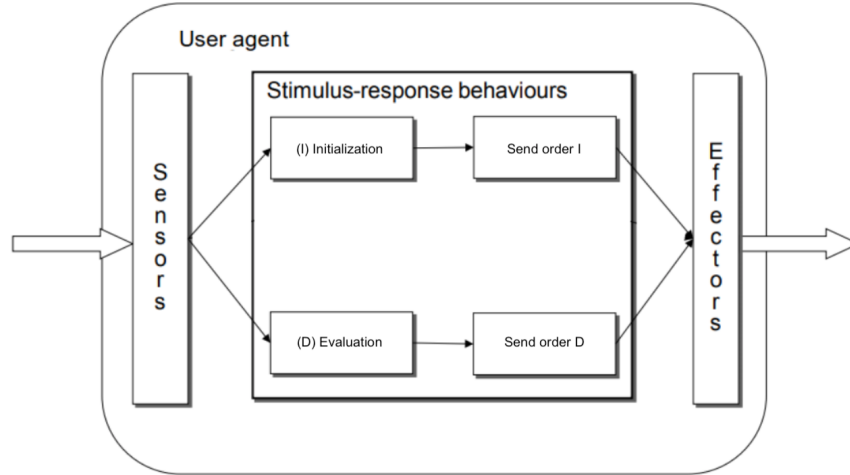 User agent
Stimulus-response behaviours
Sensors
(I) Initialization
Send order I
Effectors
(D) Evaluation
Send order D